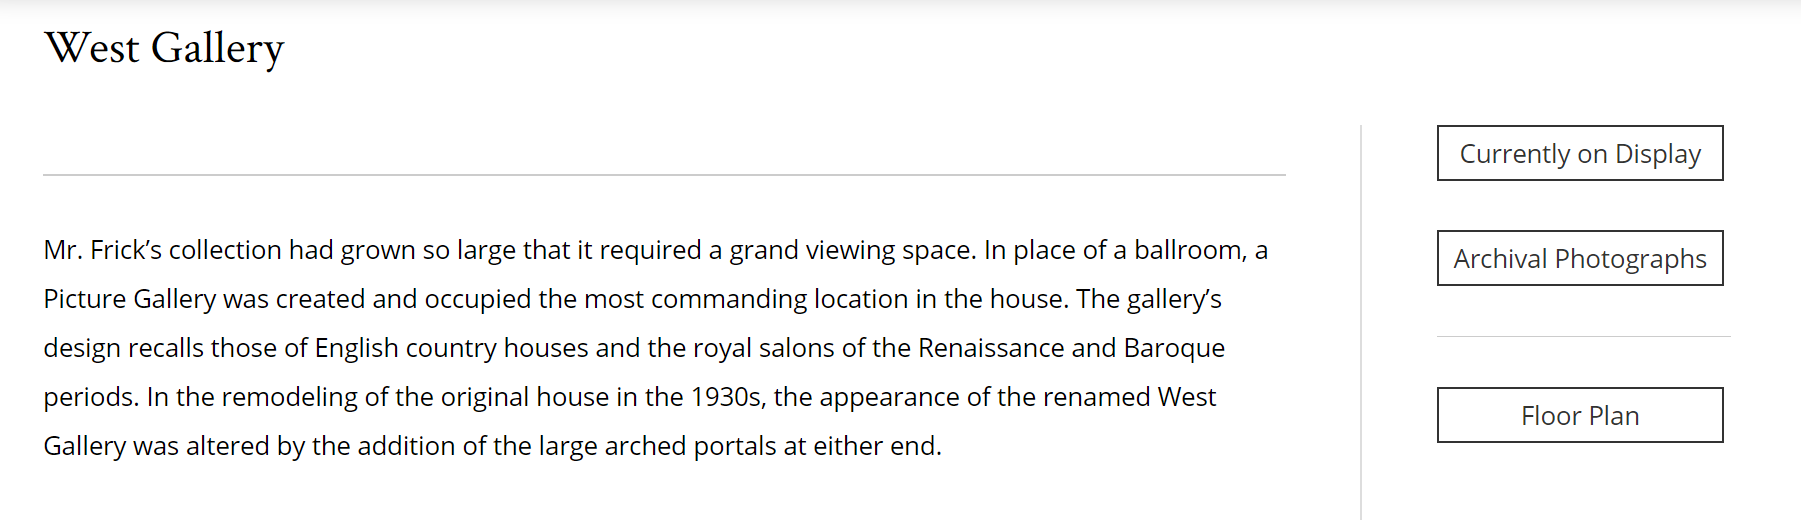 West Gallery
Mr. Frick’s collection had grown so large that it required a grand viewing space. In place of a ballroom, a
Picture Gallery was created and occupied the most commanding location in the house. The gallery’s
design recalls those of English country houses and the royal salons of the Renaissance and Baroque
periods. In the remodeling of the original house in the 1930s, the appearance of the renamed West
Gallery was altered by the addition of the large arched portals at either end.
Currently on Display
Archival Photographs
Floor Plan